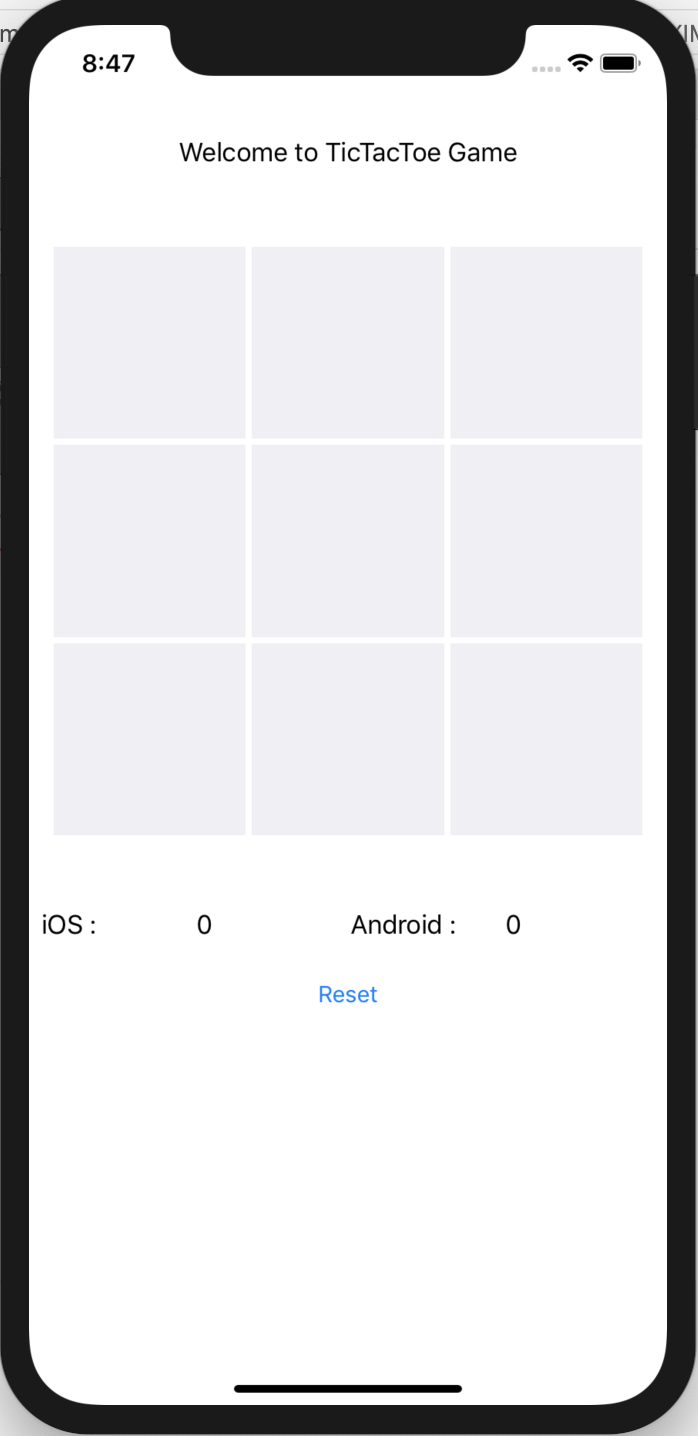 8:47
Welcome to TicTacToe Game
iOS : 0 Android : 0
Reset